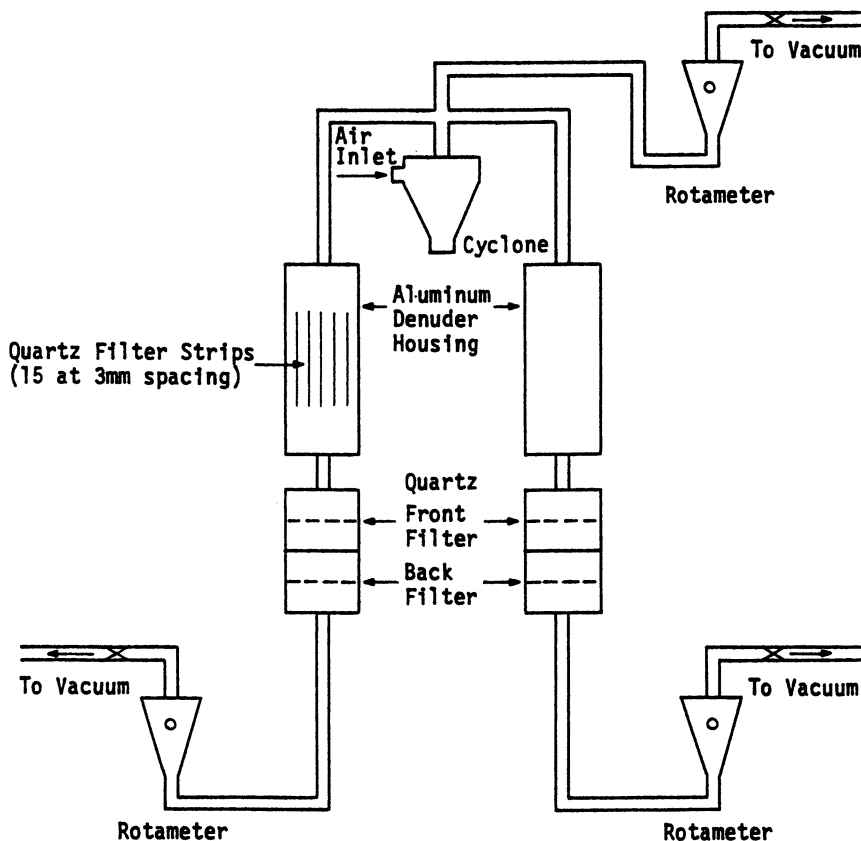 To Vacuum
Rotameter
Air
Inlet
Cyclone
Aluminum
Denuder
Housing
Quartz Filter Strips
(15 at 3mm spacing)
Quartz
Front
Filter
Back
Filter
To Vacuum
Rotameter
To Vacuum
Rotameter